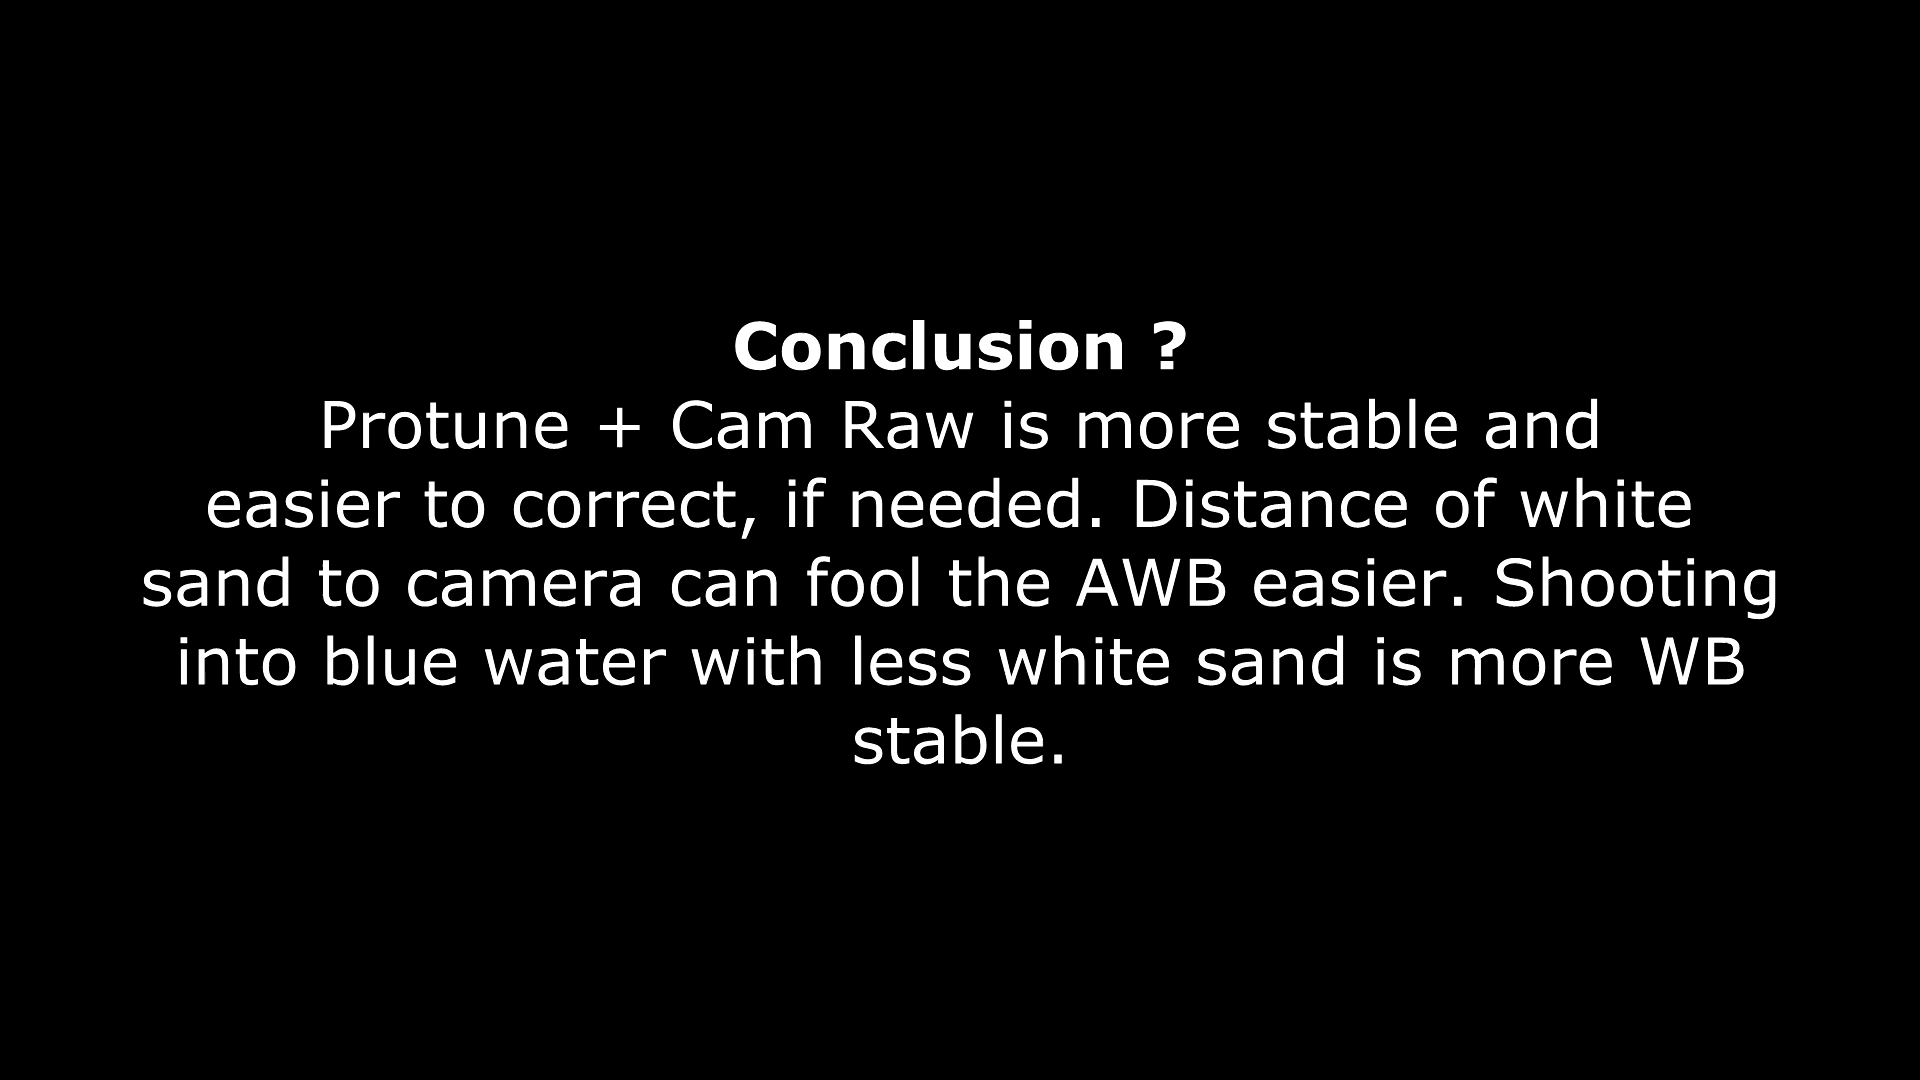 Conclusion ?
Protune + Cam Raw is more stable and
easier to correct, if needed. Distance of white
sand to camera can fool the AWB easier. Shooting
into blue water with less white sand is more WB
stable.